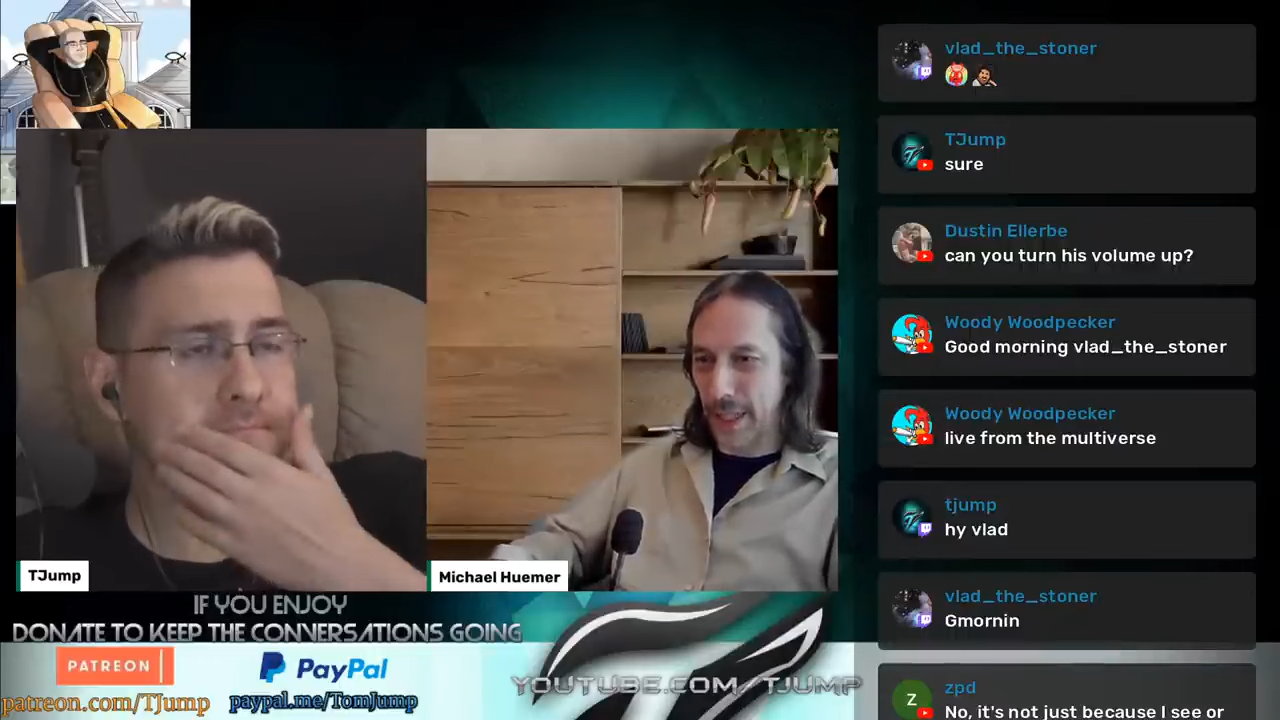 vlad_the_stoner
TJump
sure
Dustin Ellerbe
can you turn his volume up?
Woody Woodpecker
Good morning vlad_the_stoner
Woody Woodpecker
live from the multiverse
tjump
hy vlad
vlad_the_stoner
Gmornin
Z
zpd
No, it's not just because I see or
TJump
Michael Huemer
IF YOU ENJOY
DONATE TO KEEP THE CONVERSATIONS GOING
PATREON
PayPal
patreon.com/TJump
paypal.me/TomJump
YOUTUBE.COM/TJUMP